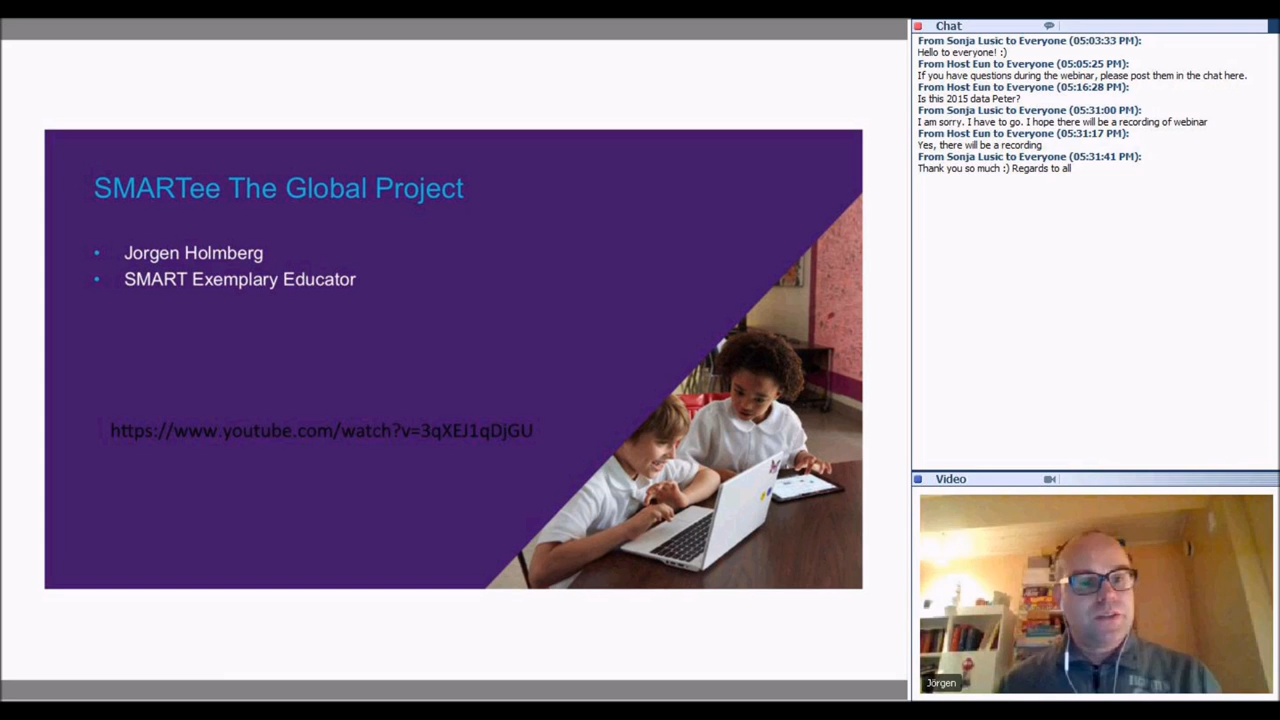 SMARTee The Global Project
• Jorgen Holmberg
• SMART Exemplary Educator
https://www.youtube.com/watch?v=3qXEJ1qDjGU
Chat
From Sonja Lusic to Everyone (05:03:33 PM):
Hello to everyone! :)
From Host Eun to Everyone (05:05:25 PM):
If you have questions during the webinar, please post them in the chat here.
From Host Eun to Everyone (05:16:28 PM):
Is this 2015 data Peter?
From Sonja Lusic to Everyone (05:31:00 PM):
I am sorry. I have to go. I hope there will be a recording of webinar
From Host Eun to Everyone (05:31:17 PM):
Yes, there will be a recording
From Sonja Lusic to Everyone (05:31:41 PM):
Thank you so much :) Regards to all
Video
Jörgen